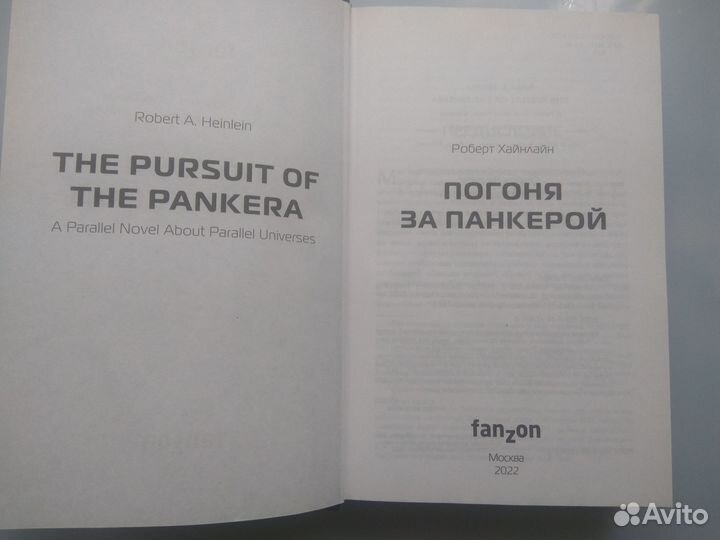 Robert A. Heinlein
THE PURSUIT OF
THE PANKERA
A Parallel Novel About Parallel Universes
Роберт Хайнлайн
ПОГОНЯ
ЗА ПАНКЕРОЙ
fanzon
Москва
2022
Avito